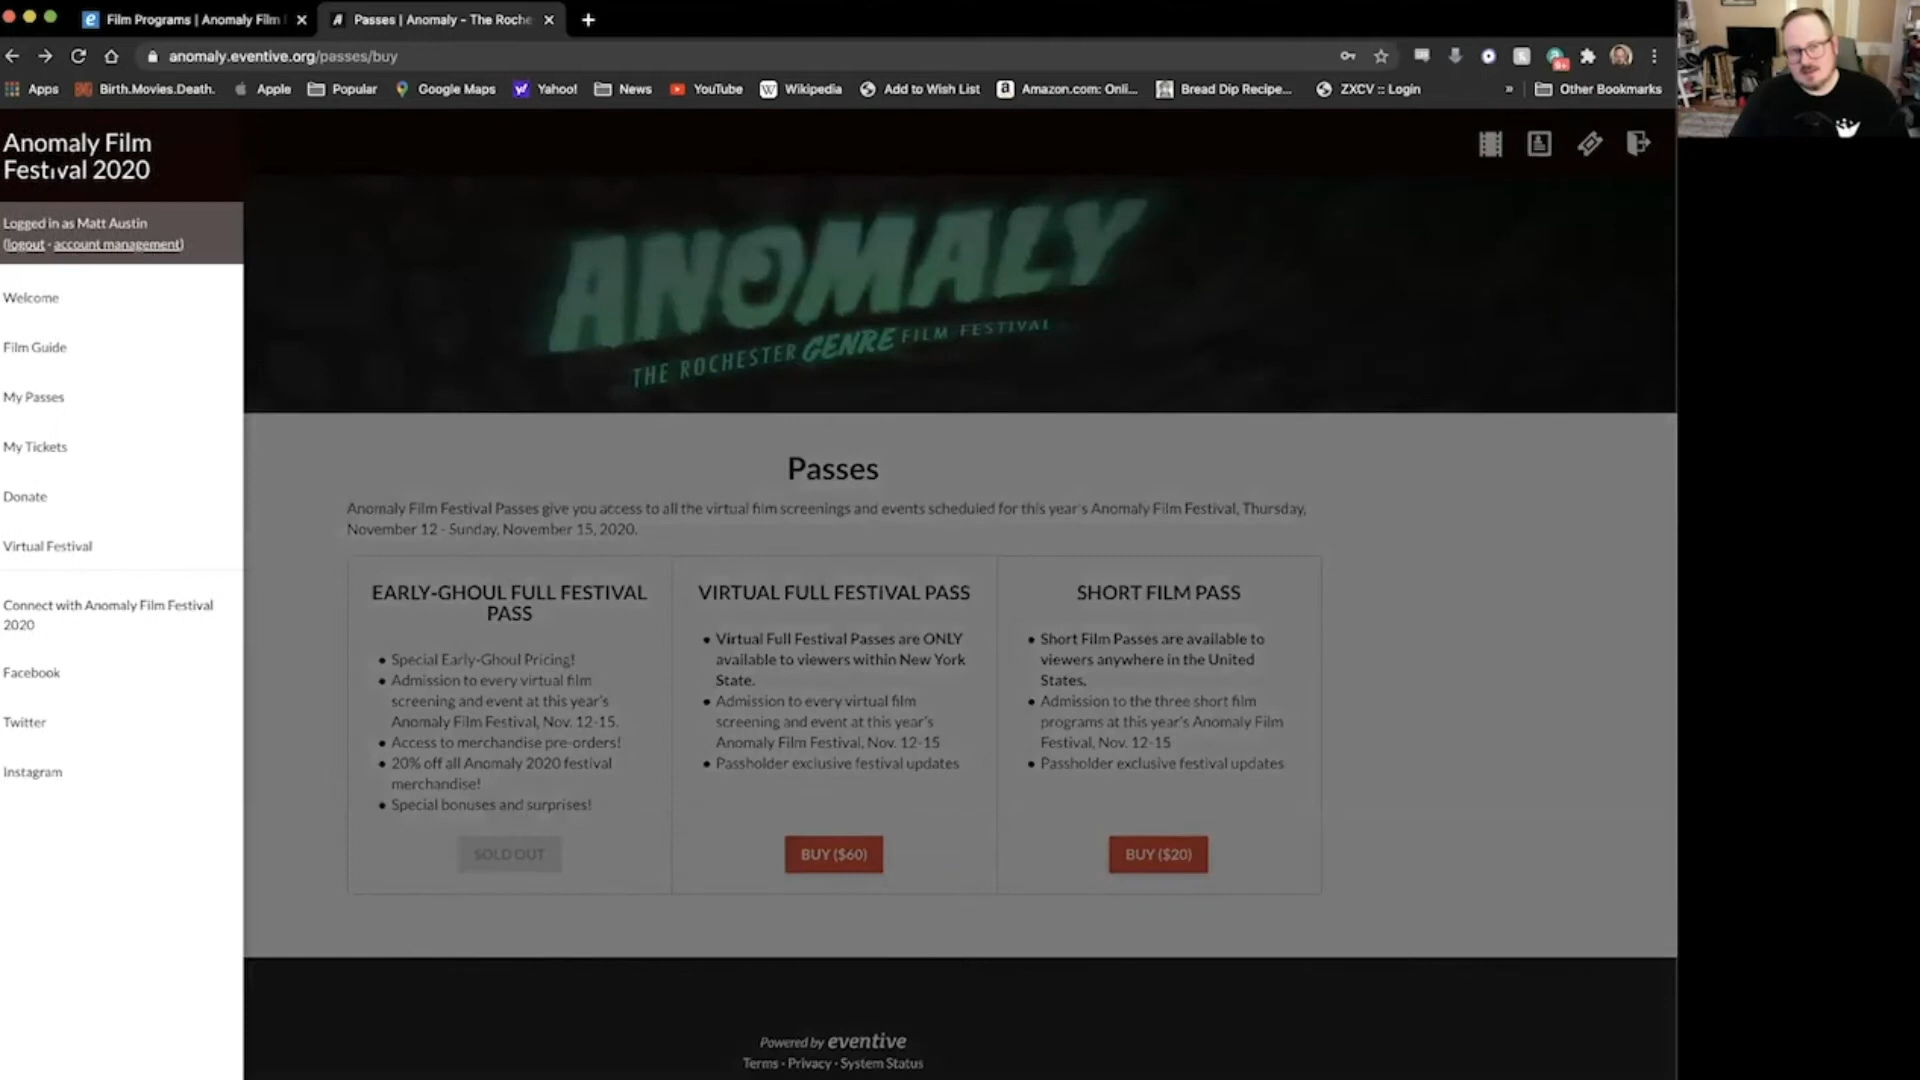 Film Programs | Anomaly Film
Passes | Anomaly - The Roche
anomaly.eventive.org/passes/buy
Apps
Birth.Movies.Death.
Apple
Popular
Google Maps
Yahoo!
News
YouTube
Wikipedia
Add to Wish List
Amazon.com: Onli...
Bread Dip Recipe...
ZXCV :: Login
»
Other Bookmarks
Anomaly Film
Festival 2020
Logged in as Matt Austin
(logout - account management)
Welcome
Film Guide
My Passes
My Tickets
Donate
Virtual Festival
Connect with Anomaly Film Festival
2020
Facebook
Twitter
Instagram
ANOMALY
THE ROCHESTER GENRE FILM FESTIVAL
Passes
Anomaly Film Festival Passes give you access to all the virtual film screenings and events scheduled for this year's Anomaly Film Festival, Thursday,
November 12 - Sunday, November 15, 2020.
EARLY-GHOUL FULL FESTIVAL
PASS
• Special Early-Ghoul Pricing!
• Admission to every virtual film
screening and event at this year's
Anomaly Film Festival, Nov. 12-15.
• Access to merchandise pre-orders!
• 20% off all Anomaly 2020 festival
merchandise!
• Special bonuses and surprises!
SOLD OUT
VIRTUAL FULL FESTIVAL PASS
• Virtual Full Festival Passes are ONLY
available to viewers within New York
State.
• Admission to every virtual film
screening and event at this year's
Anomaly Film Festival, Nov. 12-15
• Passholder exclusive festival updates
BUY ($60)
SHORT FILM PASS
• Short Film Passes are available to
viewers anywhere in the United
States.
• Admission to the three short film
programs at this year's Anomaly Film
Festival, Nov. 12-15
• Passholder exclusive festival updates
BUY ($20)
Powered by eventive
Terms · Privacy · System Status